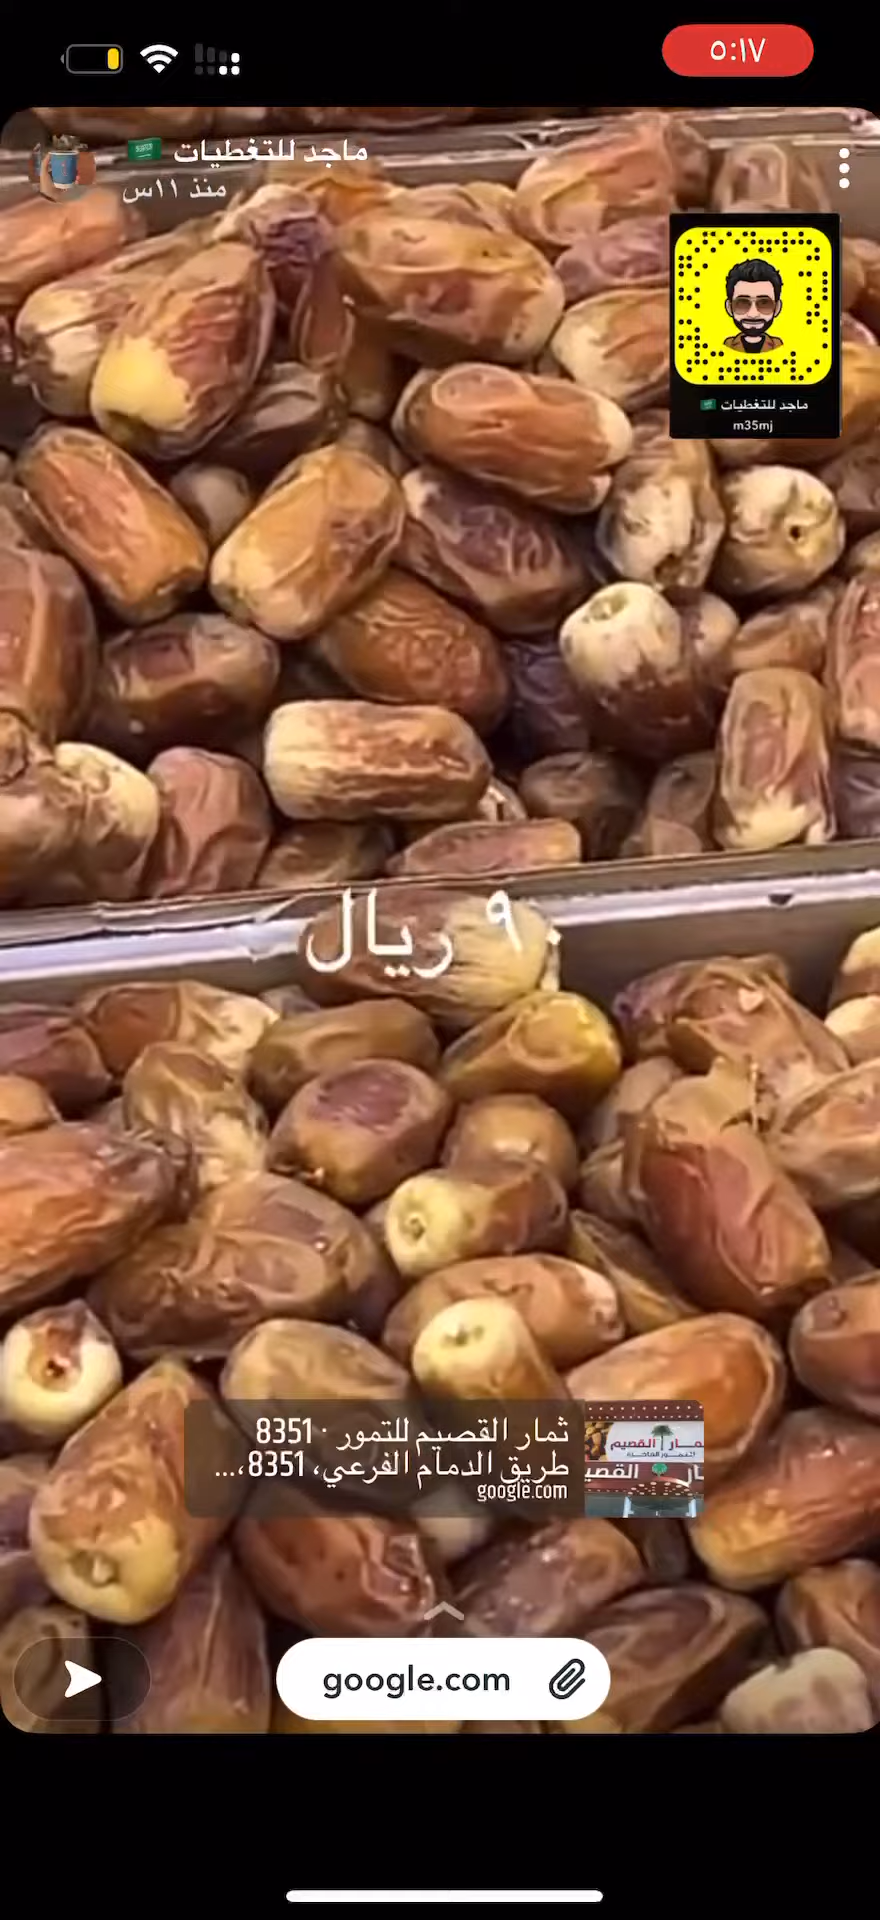 ٥:١٧
ماجد للتغطيات
منذ ١١س
ماجد للتغطيات
m35mj
٩٠ ريال
ثمار القصيم للتمور · 8351
طريق الدمام الفرعي، 8351،...
google.com
google.com